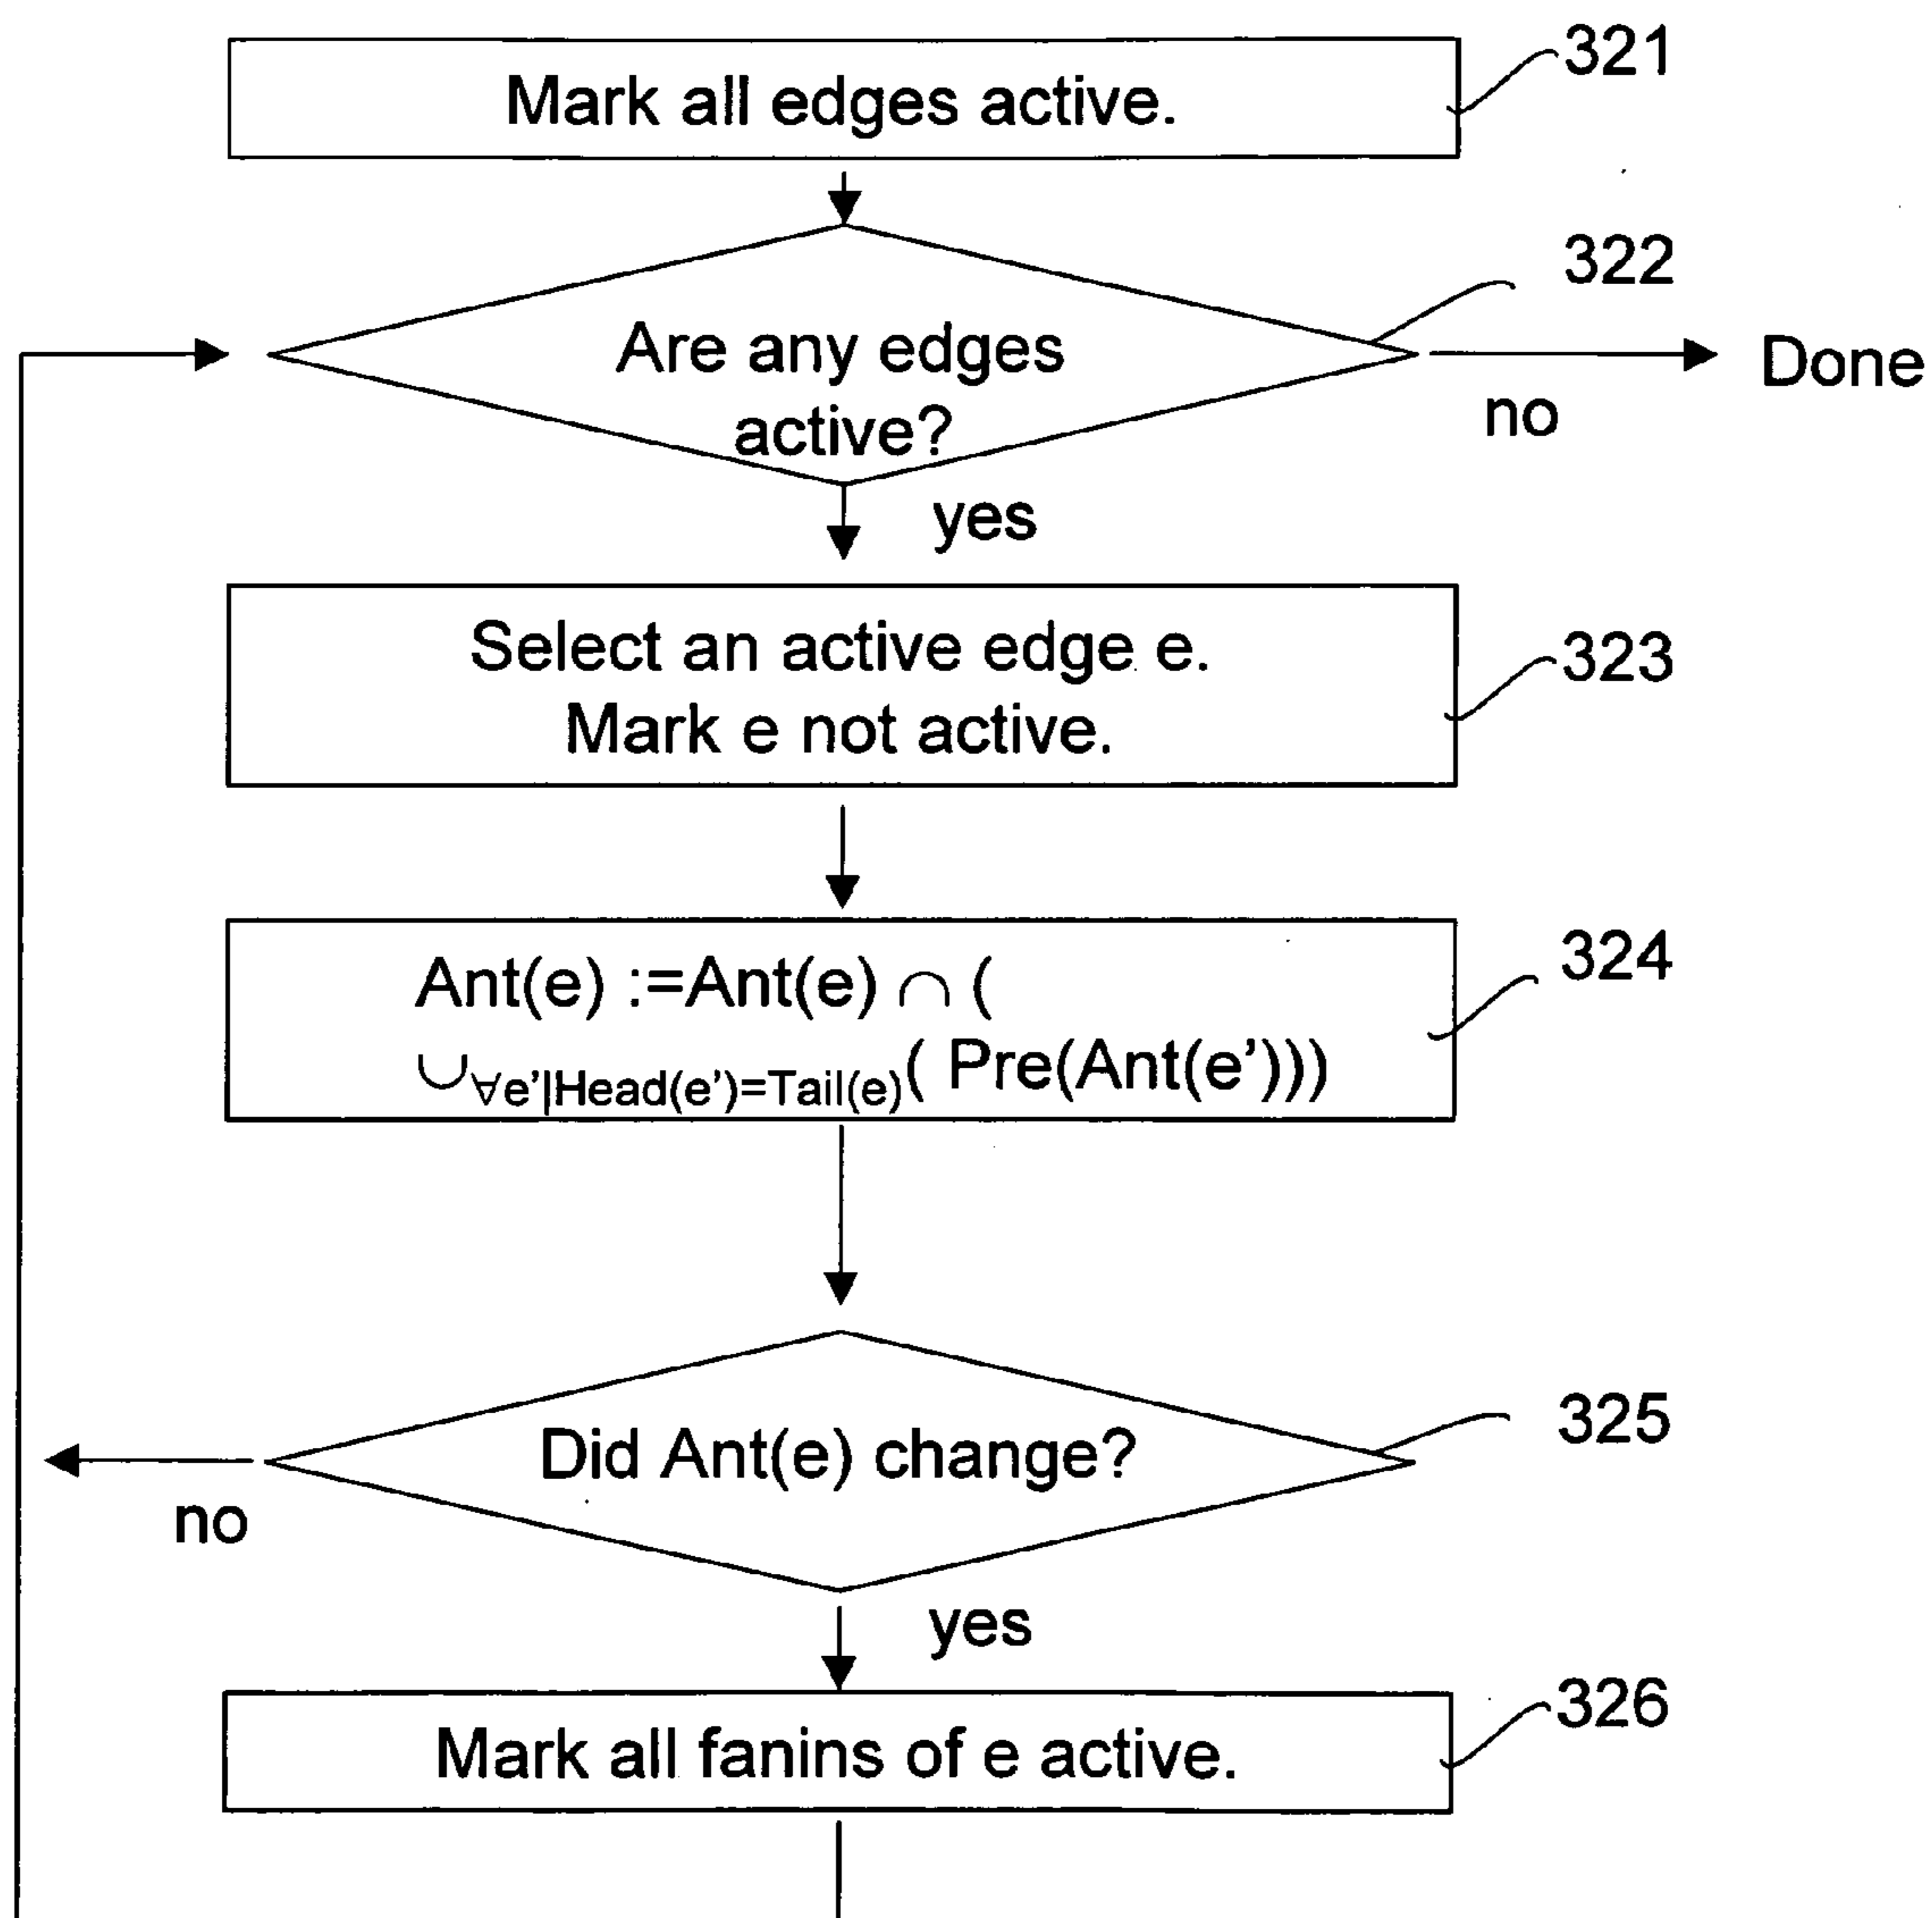 321
Mark all edges active.
322
Are any edges
active?
Done
no
yes
Select an active edge e.
Mark e not active.
323
324
Ant(e) :=Ant(e) ∩ (
∪∀e'|Head(e')=Tail(e)( Pre(Ant(e’)))
325
Did Ant(e) change?
no
yes
326
Mark all fanins of e active.